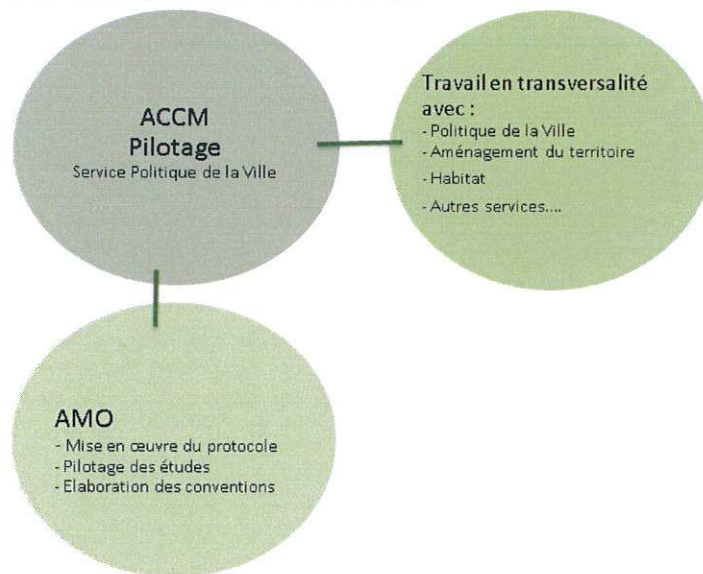 ACCM
Pilotage
Service Politique de la Ville
Travail en transversalité
avec :
- Politique de la Ville
- Aménagement du territoire
- Habitat
- Autres services....
AMO
- Mise en œuvre du protocole
- Pilotage des études
- Elaboration des conventions